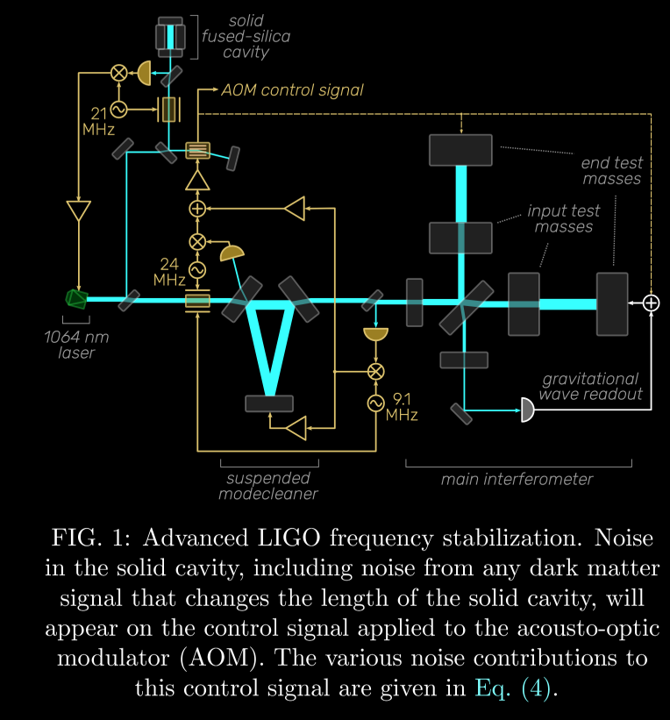 solid
fused-silica
cavity
AOM control signal
21
MHz
end test
masses
input test
masses
24
MHz
1064 nm
laser
9.1
MHz
gravitational
wave readout
suspended
modecleaner
main interferometer
FIG. 1: Advanced LIGO frequency stabilization. Noise
in the solid cavity, including noise from any dark matter
signal that changes the length of the solid cavity, will
appear on the control signal applied to the acousto-optic
modulator (AOM). The various noise contributions to
this control signal are given in Eq. (4).